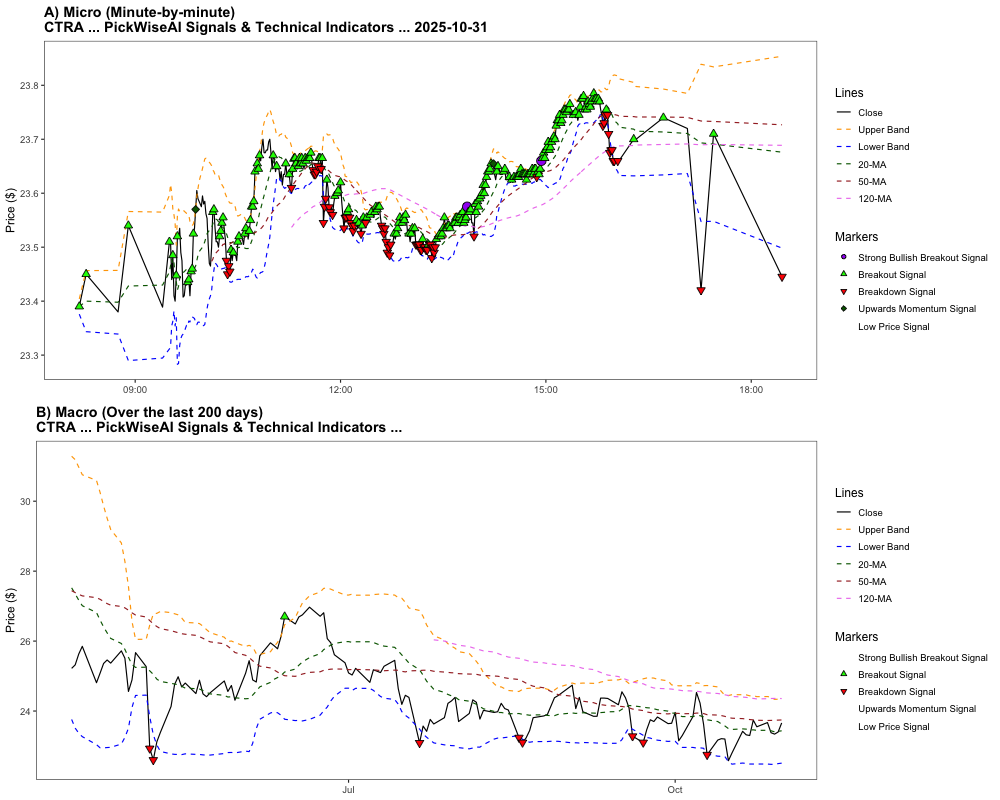 A) Micro (Minute-by-minute)
CTRA ... PickWiseAI Signals & Technical Indicators ... 2025-10-31
Price ($)
23.8
23.7
23.6
23.5
23.4
23.3
09:00
12:00
15:00
18:00
Lines
Close
Upper Band
Lower Band
20-MA
50-MA
120-MA
Markers
Strong Bullish Breakout Signal
Breakout Signal
Breakdown Signal
Upwards Momentum Signal
Low Price Signal
B) Macro (Over the last 200 days)
CTRA ... PickWiseAI Signals & Technical Indicators ...
Price ($)
30
28
26
24
Jul
Oct
Lines
Close
Upper Band
Lower Band
20-MA
50-MA
120-MA
Markers
Strong Bullish Breakout Signal
Breakout Signal
Breakdown Signal
Upwards Momentum Signal
Low Price Signal